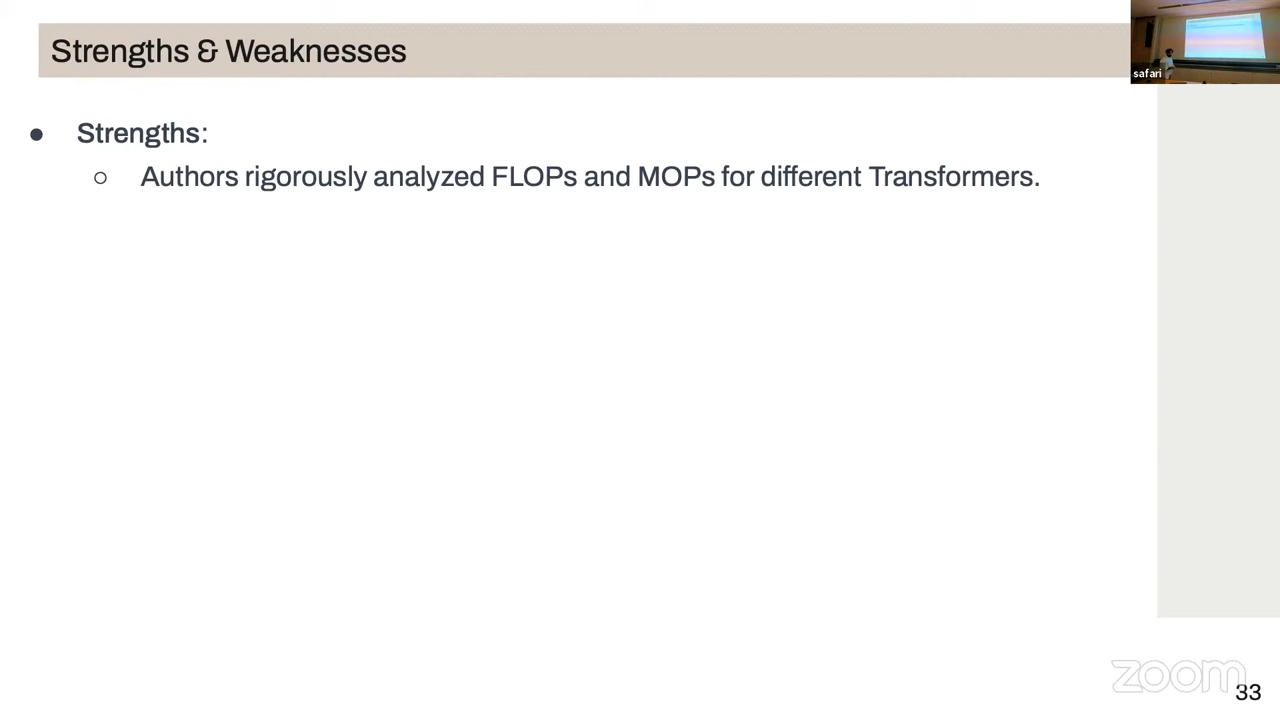 Strengths & Weaknesses
safari
● Strengths:
○ Authors rigorously analyzed FLOPs and MOPs for different Transformers.
zoom
33